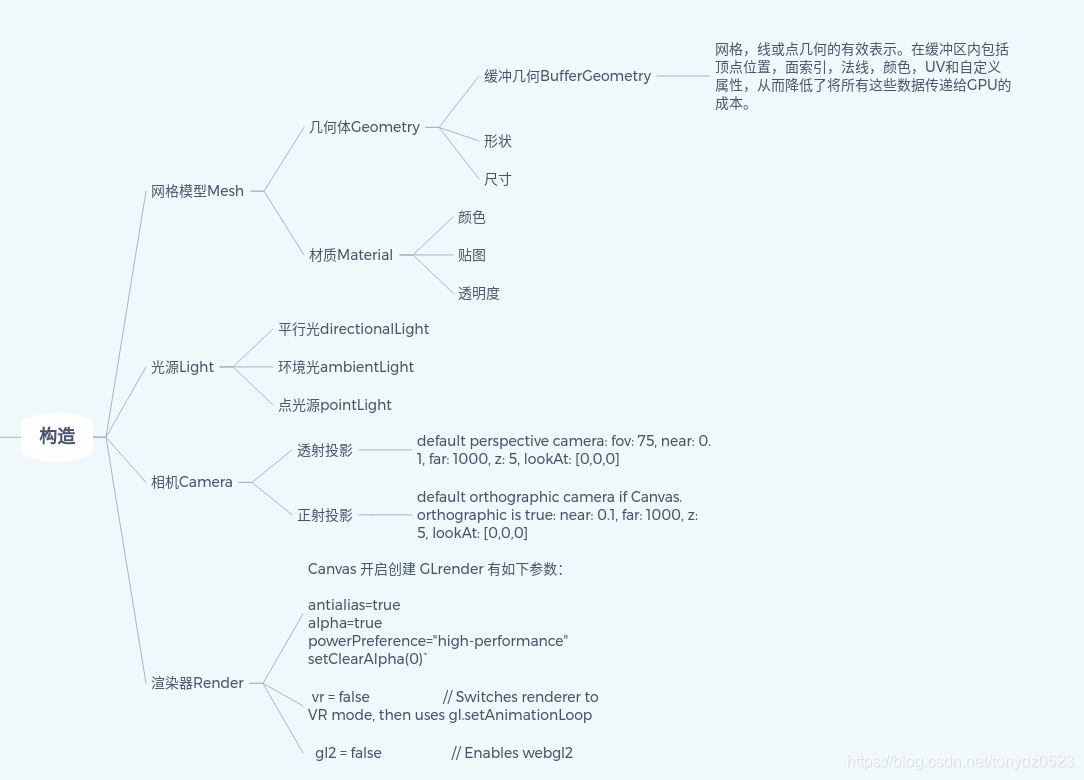 构造
网格模型Mesh
几何体Geometry
缓冲几何BufferGeometry
网格，线或点几何的有效表示。在缓冲区内包括
顶点位置，面索引，法线，颜色，UV和自定义
属性，从而降低了将所有这些数据传递给GPU的
成本。
形状
尺寸
材质Material
颜色
贴图
透明度
光源Light
平行光directionalLight
环境光ambientLight
点光源pointLight
相机Camera
透射投影
default perspective camera: fov: 75, near: 0.
1, far: 1000, z: 5, lookAt: [0,0,0]
正射投影
default orthographic camera if Canvas.
orthographic is true: near: 0.1, far: 1000, z:
5, lookAt: [0,0,0]
渲染器Render
Canvas 开启创建 GLrender 有如下参数：
antialias=true
alpha=true
powerPreference="high-performance"
setClearAlpha(0)`
vr = false // Switches renderer to
VR mode, then uses gl.setAnimationLoop
gl2 = false // Enables webgl2
https://blog.csdn.net/tonydz0523